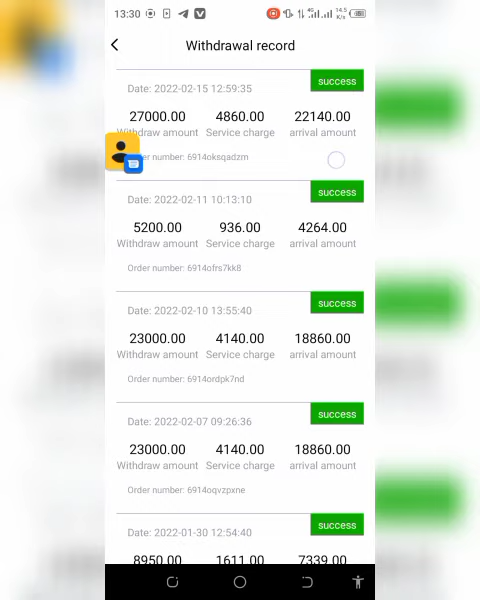 13:30
4G
14.5
K/s
Withdrawal record
success
Date: 2022-02-15 12:59:35
27000.00 4860.00 22140.00
Withdraw amount Service charge arrival amount
number: 6914oksqadzm
success
Date: 2022-02-11 10:13:10
5200.00 936.00 4264.00
Withdraw amount Service charge arrival amount
Order number: 6914ofrs7kk8
success
Date: 2022-02-10 13:55:40
23000.00 4140.00 18860.00
Withdraw amount Service charge arrival amount
Order number: 6914ordpk7nd
success
Date: 2022-02-07 09:26:36
23000.00 4140.00 18860.00
Withdraw amount Service charge arrival amount
Order number: 6914oqvzpxne
success
Date: 2022-01-30 12:54:40
8950.00 1611.00 7339.00